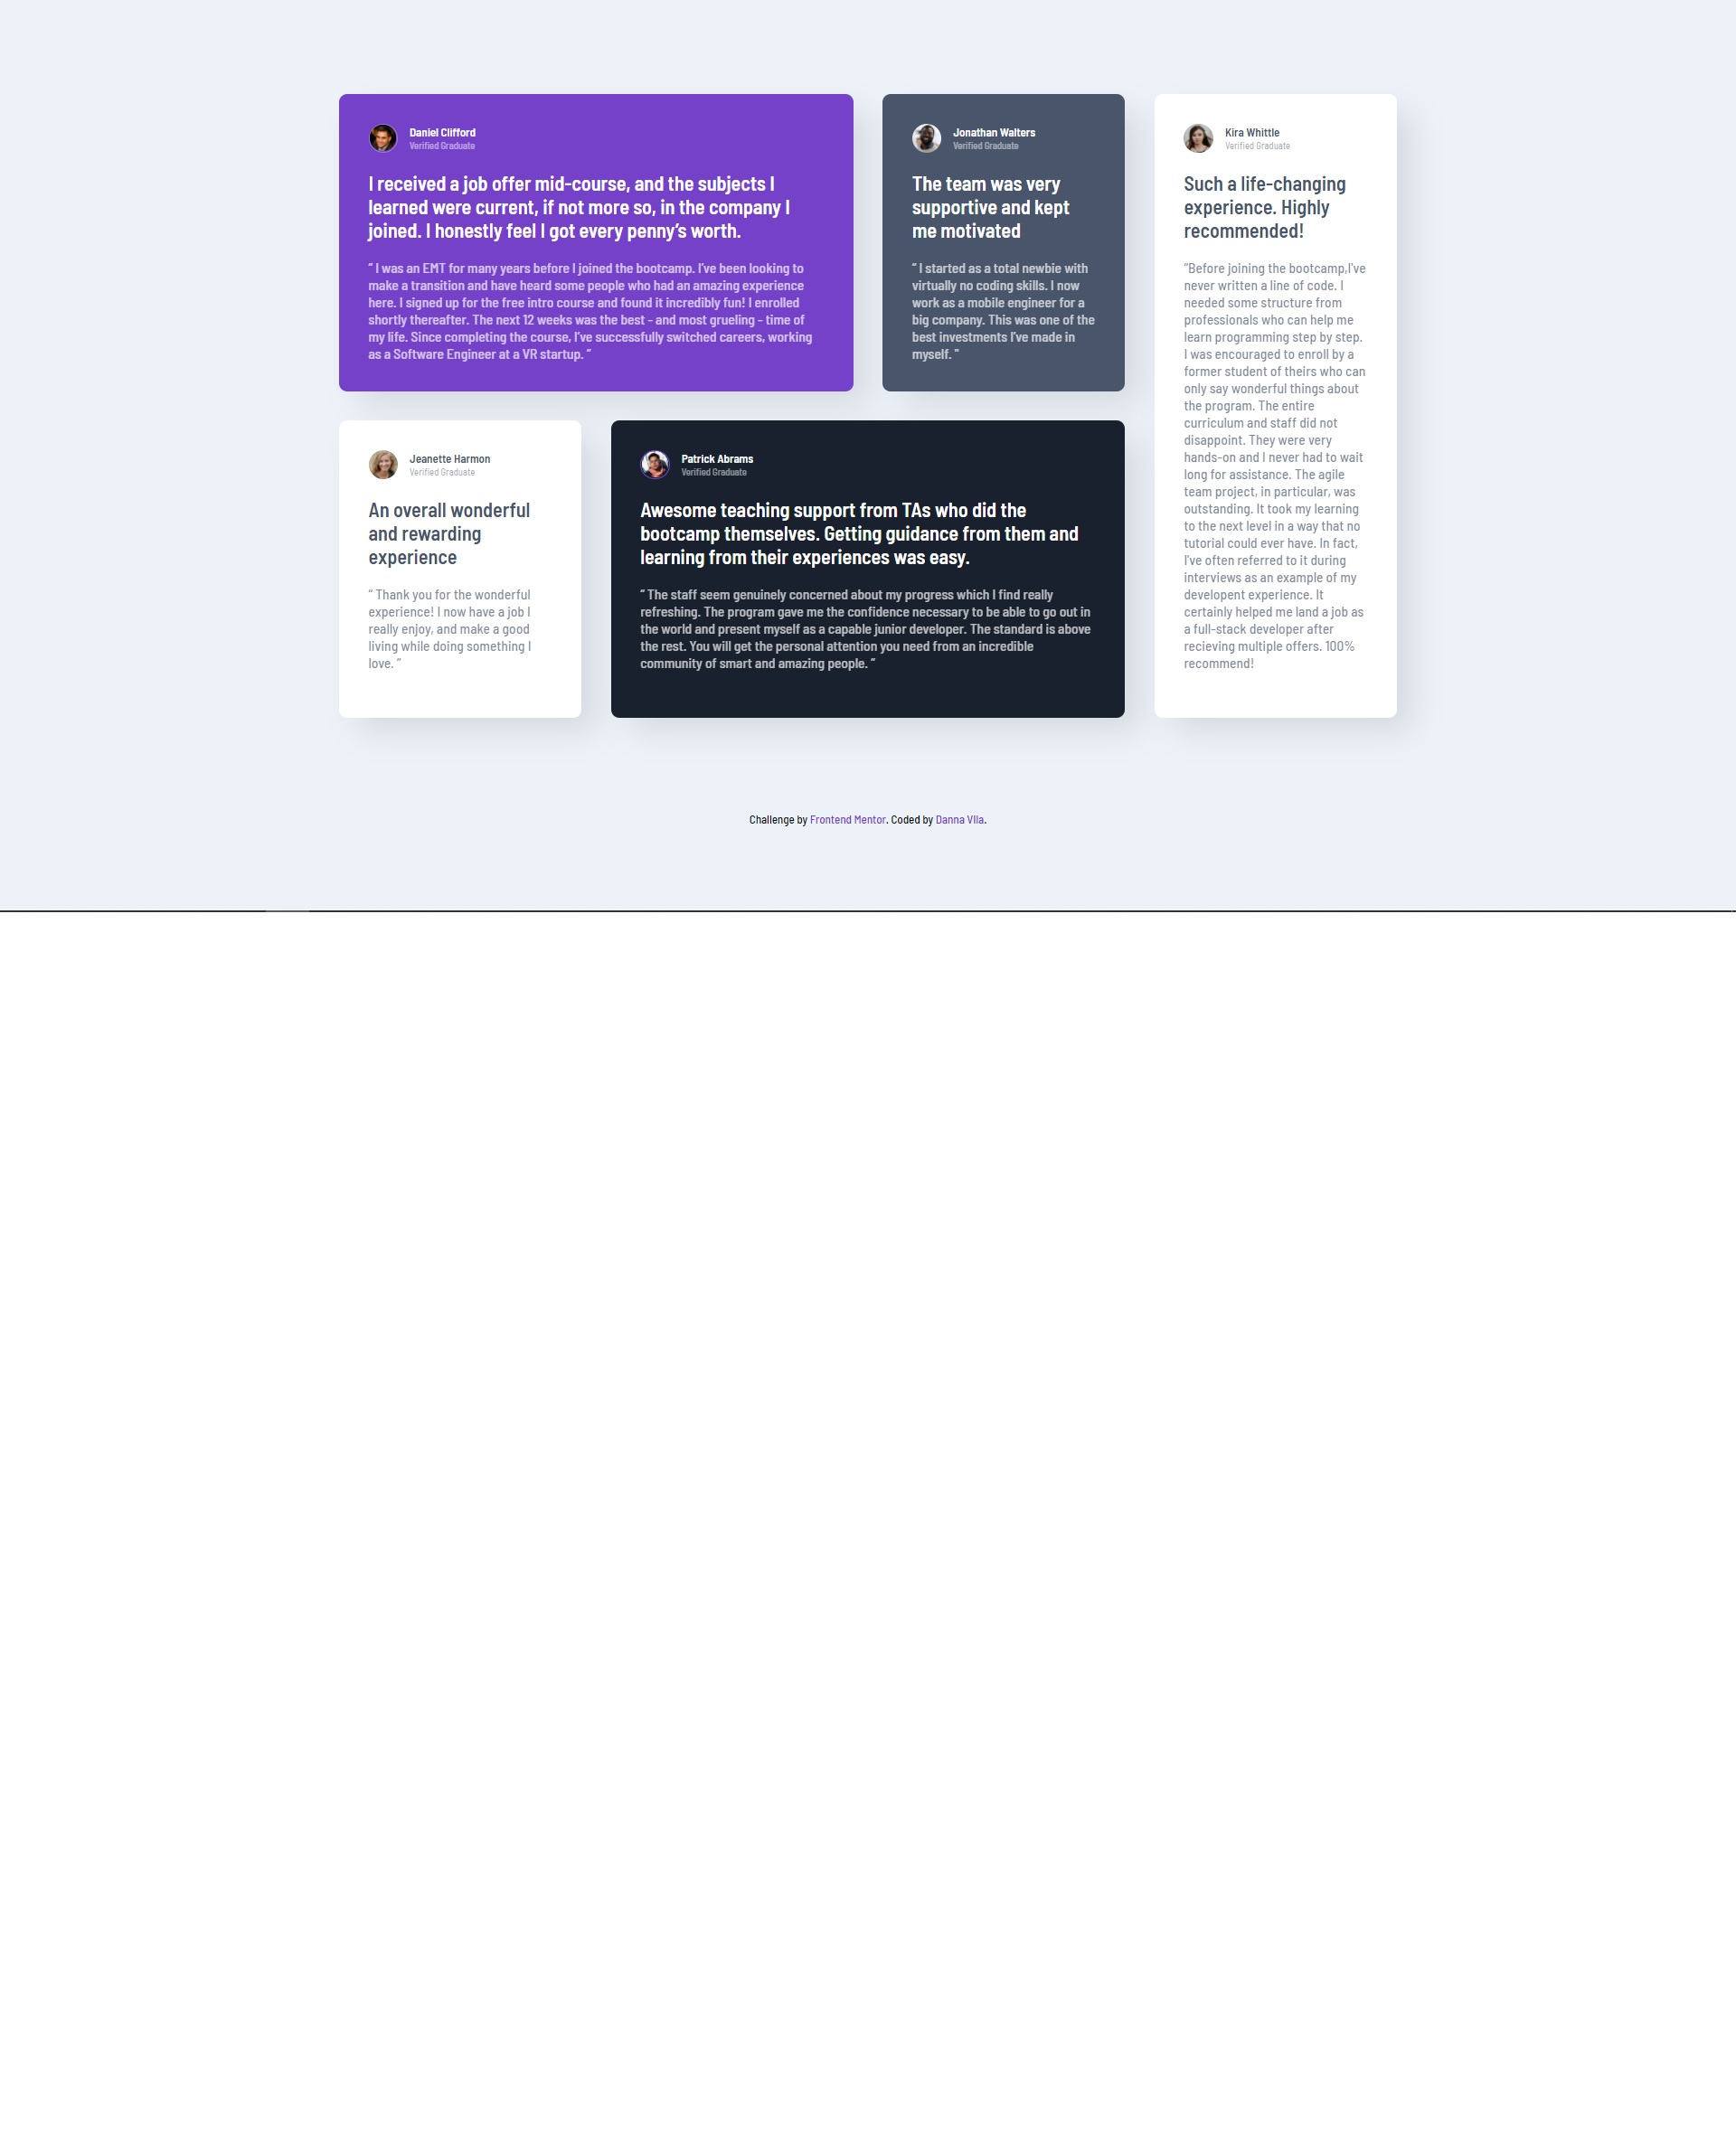 Daniel Clifford
Verified Graduate
I received a job offer mid-course, and the subjects I
learned were current, if not more so, in the company I
joined. I honestly feel I got every penny’s worth.
“ I was an EMT for many years before I joined the bootcamp. I’ve been looking to
make a transition and have heard some people who had an amazing experience
here. I signed up for the free intro course and found it incredibly fun! I enrolled
shortly thereafter. The next 12 weeks was the best - and most grueling - time of
my life. Since completing the course, I’ve successfully switched careers, working
as a Software Engineer at a VR startup. ”
Jonathan Walters
Verified Graduate
The team was very
supportive and kept
me motivated
“ I started as a total newbie with
virtually no coding skills. I now
work as a mobile engineer for a
big company. This was one of the
best investments I’ve made in
myself. "
Kira Whittle
Verified Graduate
Such a life-changing
experience. Highly
recommended!
“Before joining the bootcamp,I’ve
never written a line of code. I
needed some structure from
professionals who can help me
learn programming step by step.
I was encouraged to enroll by a
former student of theirs who can
only say wonderful things about
the program. The entire
curriculum and staff did not
disappoint. They were very
hands-on and I never had to wait
long for assistance. The agile
team project, in particular, was
outstanding. It took my learning
to the next level in a way that no
tutorial could ever have. In fact,
I’ve often referred to it during
interviews as an example of my
developent experience. It
certainly helped me land a job as
a full-stack developer after
recieving multiple offers. 100%
recommend!
Jeanette Harmon
Verified Graduate
An overall wonderful
and rewarding
experience
“ Thank you for the wonderful
experience! I now have a job I
really enjoy, and make a good
living while doing something I
love. ”
Patrick Abrams
Verified Graduate
Awesome teaching support from TAs who did the
bootcamp themselves. Getting guidance from them and
learning from their experiences was easy.
“ The staff seem genuinely concerned about my progress which I find really
refreshing. The program gave me the confidence necessary to be able to go out in
the world and present myself as a capable junior developer. The standard is above
the rest. You will get the personal attention you need from an incredible
community of smart and amazing people. ”
Challenge by Frontend Mentor. Coded by Danna Vlla.